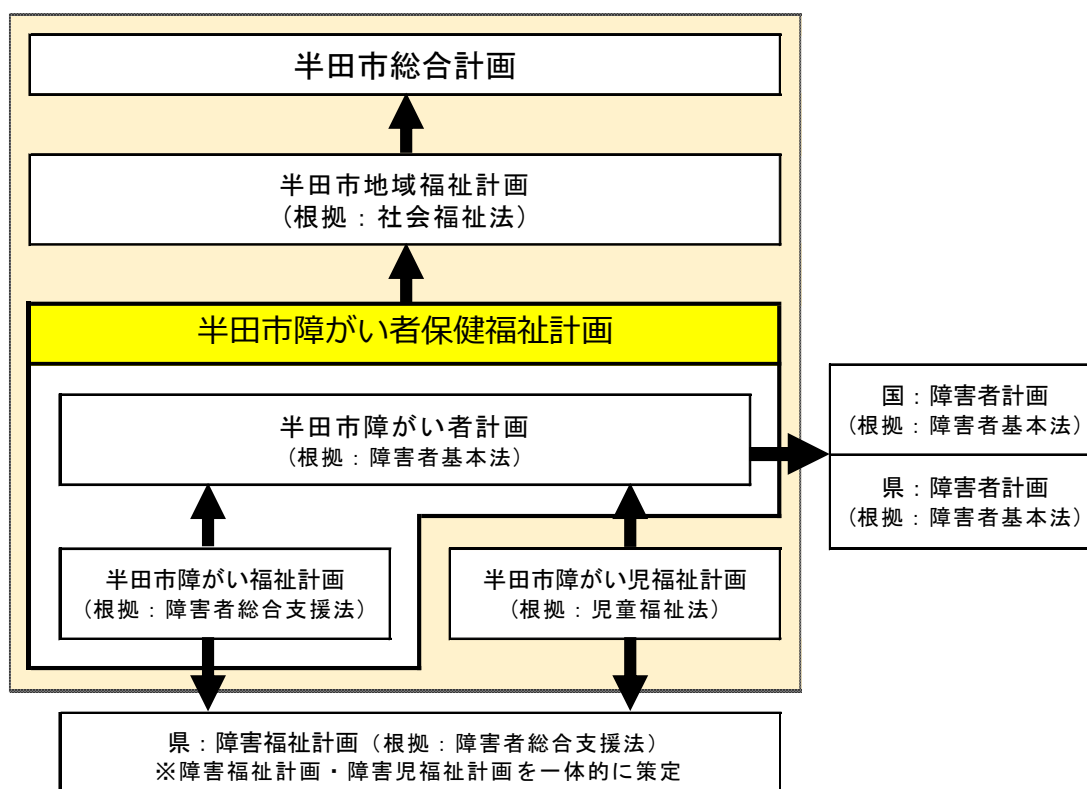 半田市総合計画
半田市地域福祉計画
(根拠:社会福祉法)
半田市障がい者保健福祉計画
半田市障がい者計画
(根拠:障害者基本法)
国:障害者計画
(根拠:障害者基本法)
県:障害者計画
(根拠:障害者基本法)
半田市障がい福祉計画
(根拠:障害者総合支援法)
半田市障がい児福祉計画
(根拠:児童福祉法)
県:障害福祉計画(根拠:障害者総合支援法)
※障害福祉計画・障害児福祉計画を一体的に策定